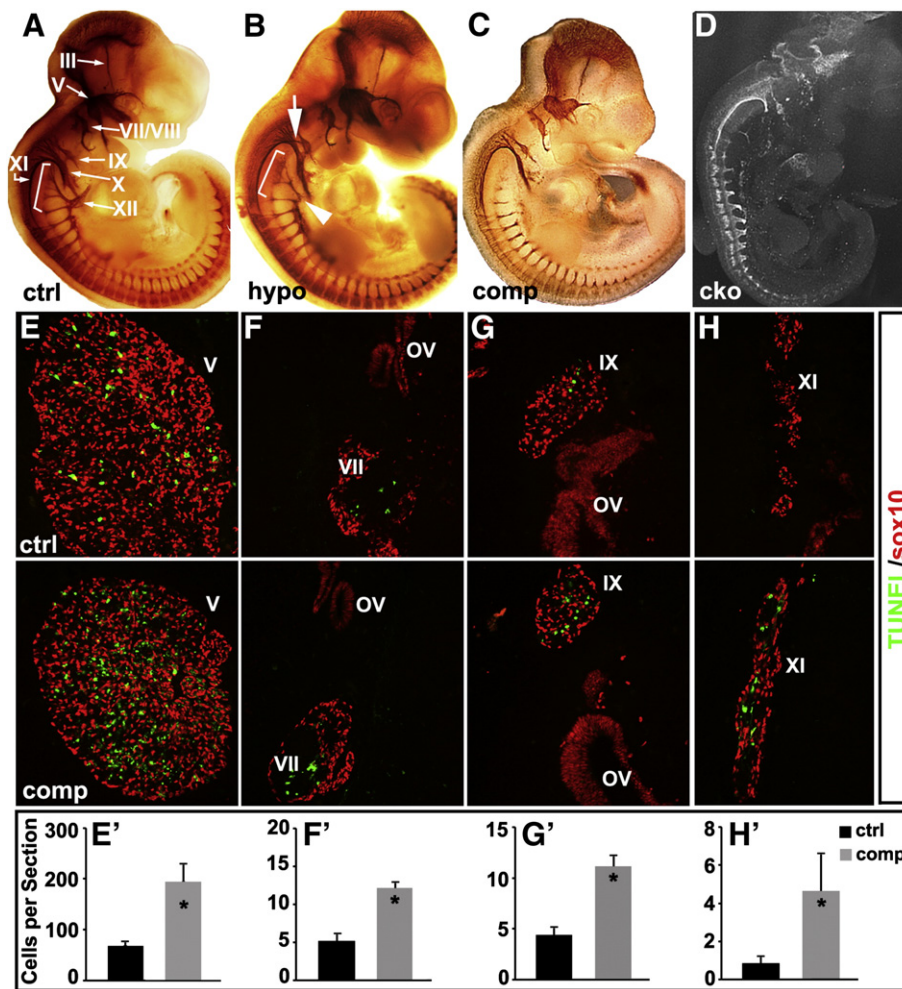 A
B
C
D
III
V
VII/VIII
IX
X
XI
XII
ctrl
hypo
comp
cko
E
F
G
H
V
OV
VII
IX
OV
XI
ctrl
V
OV
VII
IX
OV
XI
comp
TUNEL/sox10
E'
F'
G'
H'
ctrl
comp
Cells per Section
300
200
100
0
20
15
10
5
0
15
10
5
0
8
6
4
2
0
*
*
*
*